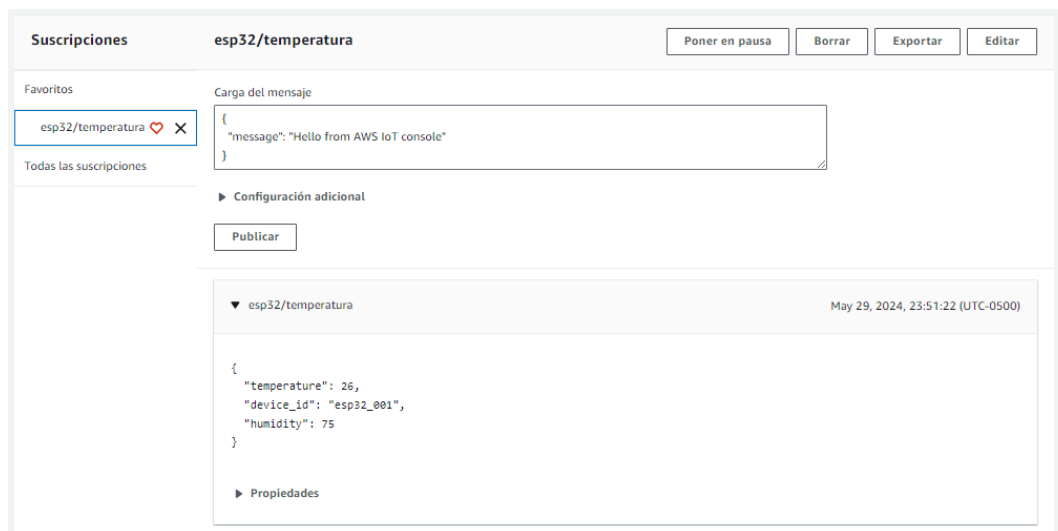 Suscripciones
esp32/temperatura
Poner en pausa
Borrar
Exportar
Editar
Favoritos
esp32/temperatura
Todas las suscripciones
Carga del mensaje
{
"message": "Hello from AWS IoT console"
}
Configuración adicional
Publicar
esp32/temperatura
May 29, 2024, 23:51:22 (UTC-0500)
{
"temperature": 26,
"device_id": "esp32_001",
"humidity": 75
}
Propiedades